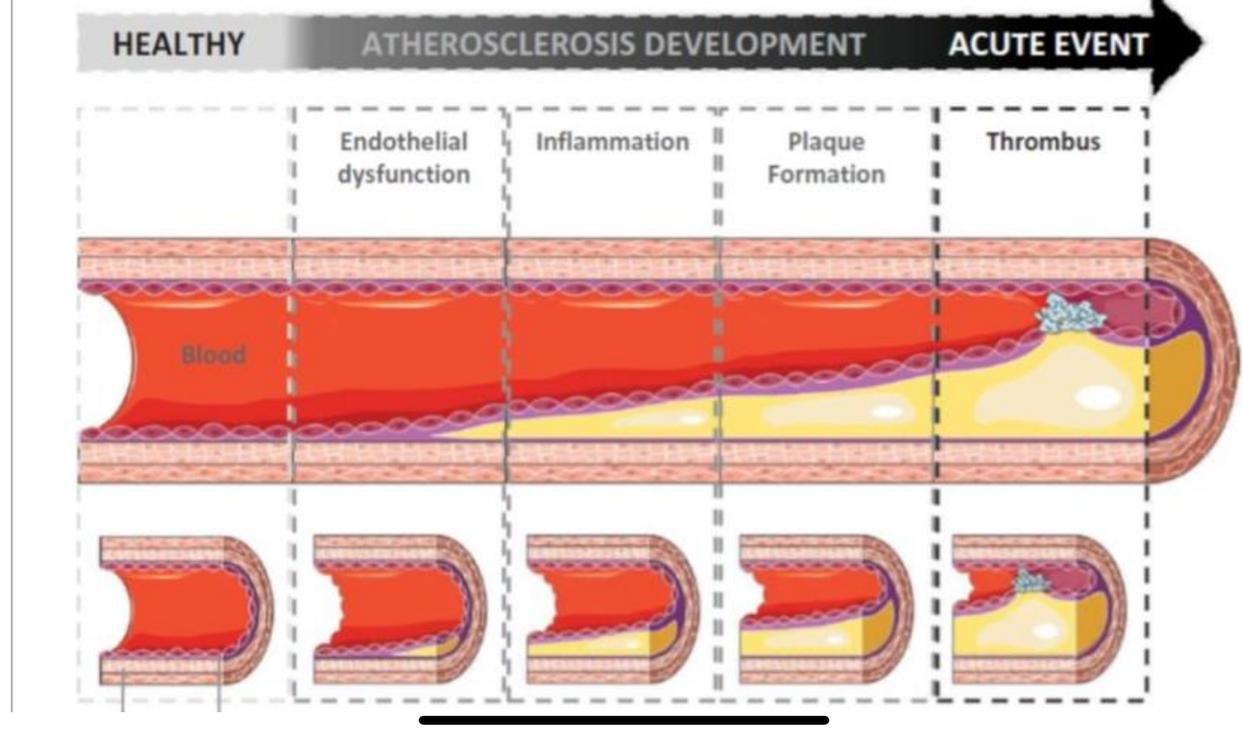 HEALTHY
ATHEROSCLEROSIS DEVELOPMENT
ACUTE EVENT
Endothelial
dysfunction
Inflammation
Plaque
Formation
Thrombus
Blood